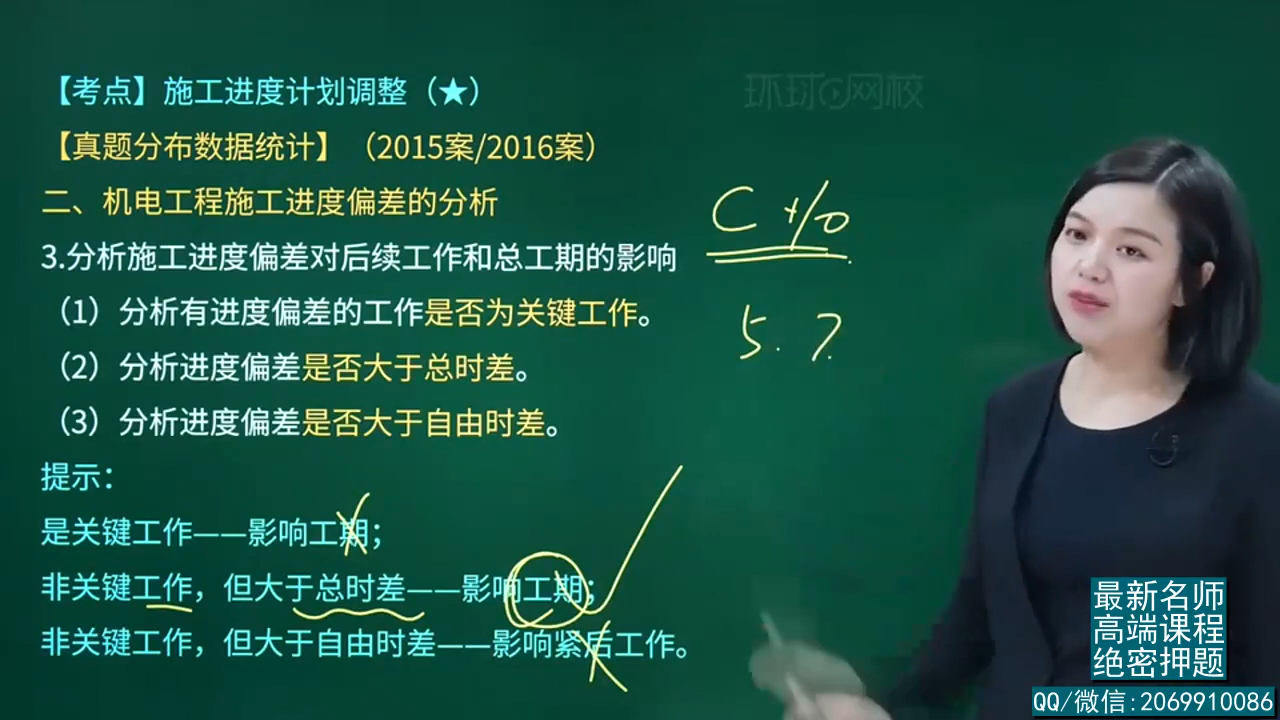 【考点】施工进度计划调整（★）
环球网校
【真题分布数据统计】（2015案/2016案）
二、机电工程施工进度偏差的分析
3.分析施工进度偏差对后续工作和总工期的影响
（1）分析有进度偏差的工作是否为关键工作。
（2）分析进度偏差是否大于总时差。
（3）分析进度偏差是否大于自由时差。
提示：
是关键工作——影响工期；
非关键工作，但大于总时差——影响工期；
非关键工作，但大于自由时差——影响紧后工作。
5.7.
最新名师
高端课程
绝密押题
QQ/微信:2069910086